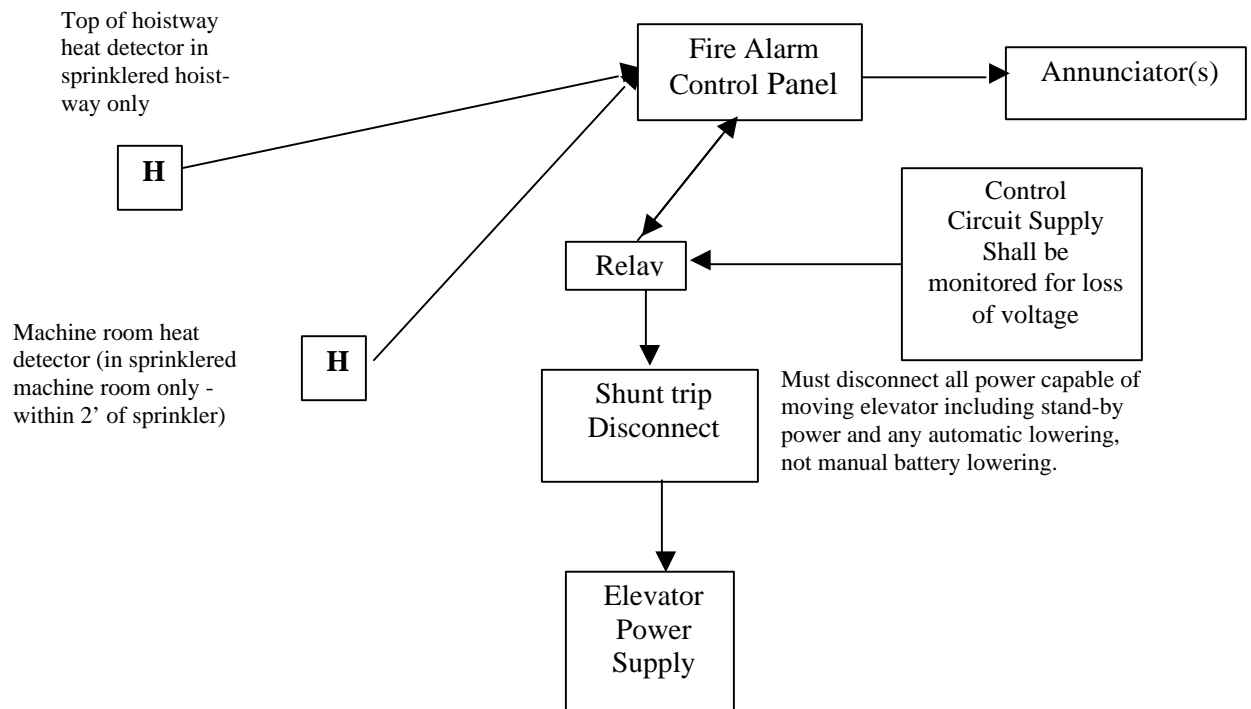 Top of hoistway
heat detector in
sprinklered hoist-
way only
Fire Alarm
Control Panel
Annunciator(s)
H
Control
Circuit Supply
Shall be
monitored for loss
of voltage
Relay
Machine room heat
detector (in sprinklered
machine room only -
within 2’ of sprinkler)
H
Shunt trip
Disconnect
Must disconnect all power capable of
moving elevator including stand-by
power and any automatic lowering,
not manual battery lowering.
Elevator
Power
Supply